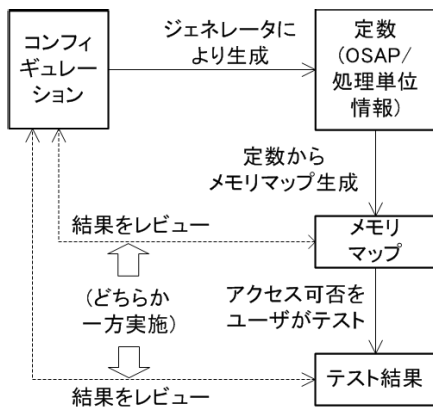 コンフィ
ギュレー
ション
ジェネレータに
より生成
定数
(OSAP/
処理単位
情報)
定数から
メモリマップ生成
結果をレビュー
メモリ
マップ
(どちらか
一方実施)
アクセス可否を
ユーザがテスト
テスト結果
結果をレビュー